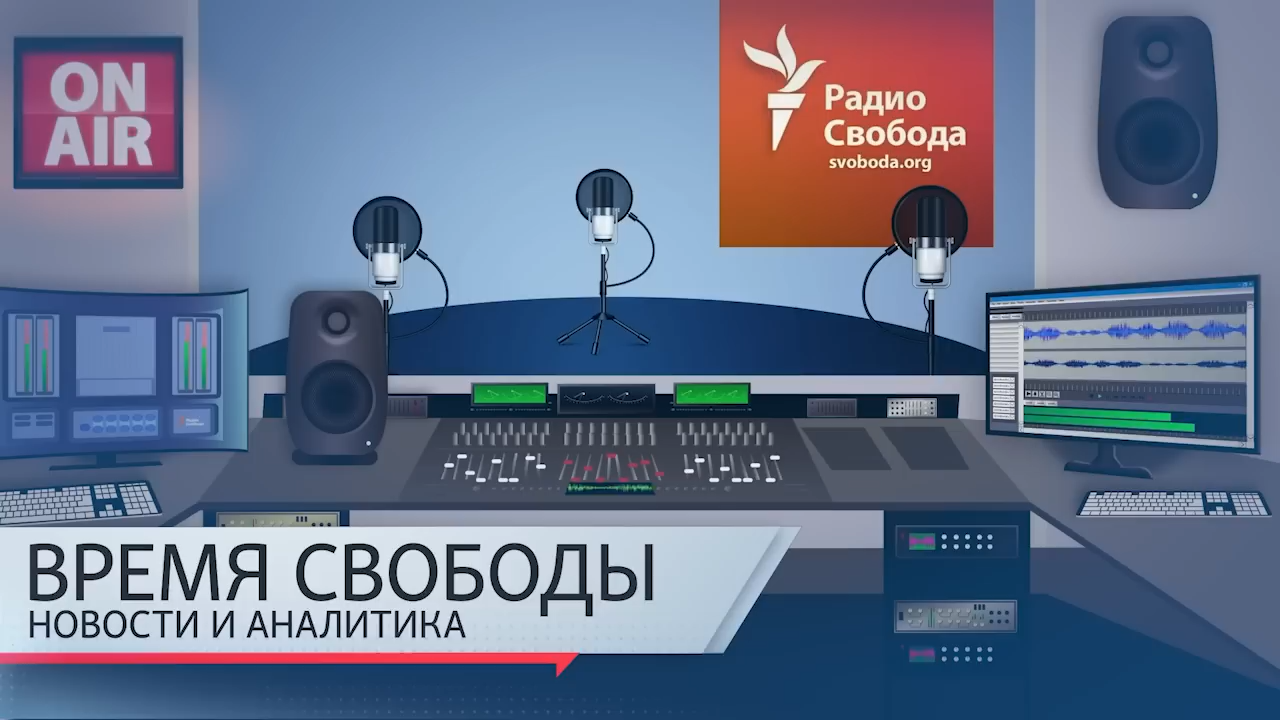 ON
AIR
Радио
Свобода
svoboda.org
ВРЕМЯ СВОБОДЫ
НОВОСТИ И АНАЛИТИКА